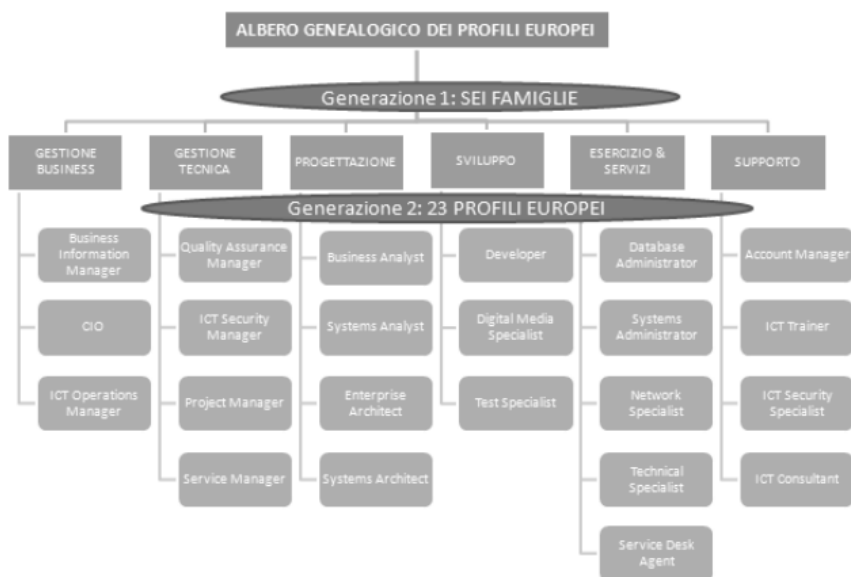 ALBERO GENEALOGICO DEI PROFILI EUROPEI
Generazione 1: SEI FAMIGLIE
GESTIONE
BUSINESS
GESTIONE
TECNICA
PROGETTAZIONE
SVILUPPO
ESERCIZIO &
SERVIZI
SUPPORTO
Generazione 2: 23 PROFILI EUROPEI
Business
Information
Manager
CIO
ICT Operations
Manager
Quality Assurance
Manager
ICT Security
Manager
Project Manager
Service Manager
Business Analyst
Systems Analyst
Enterprise
Architect
Systems Architect
Developer
Digital Media
Specialist
Test Specialist
Database
Administrator
Systems
Administrator
Network
Specialist
Technical
Specialist
Service Desk
Agent
Account Manager
ICT Trainer
ICT Security
Specialist
ICT Consultant